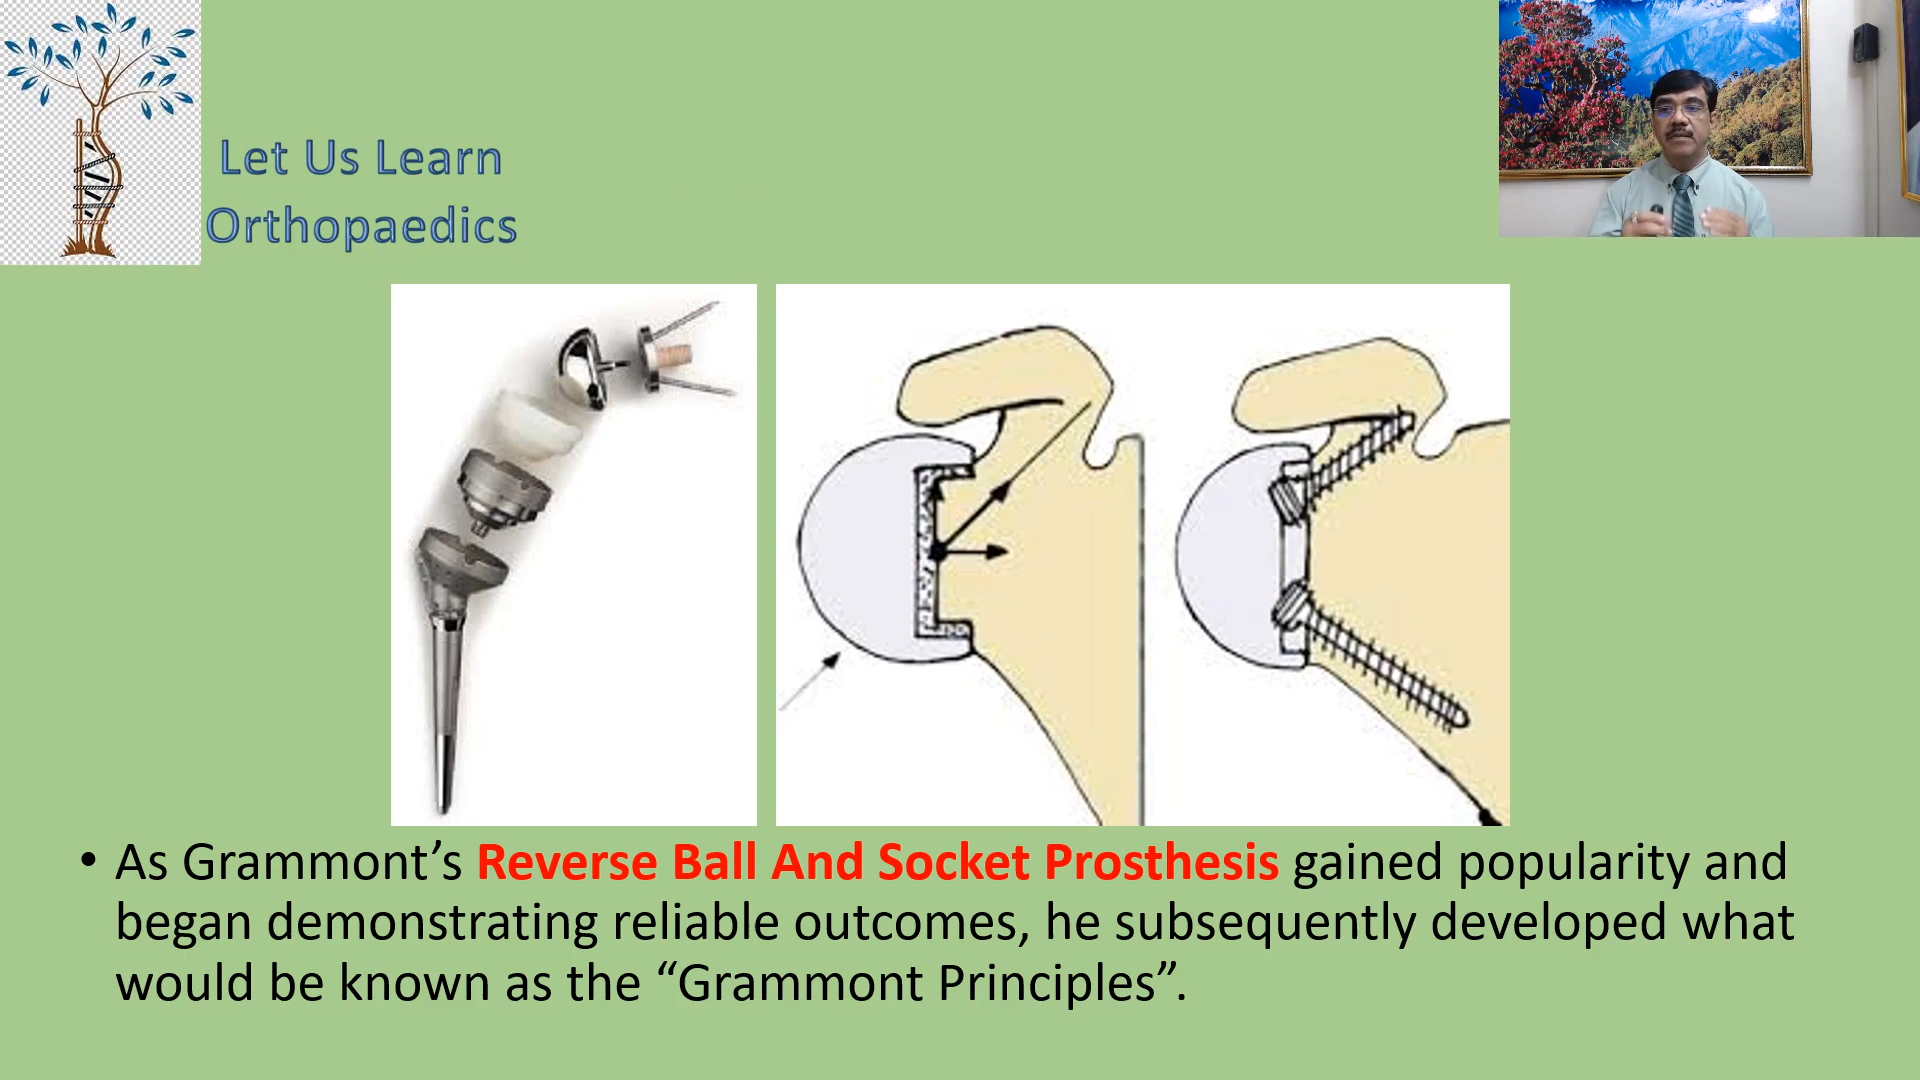 Let Us Learn
Orthopaedics
• As Grammont’s Reverse Ball And Socket Prosthesis gained popularity and
began demonstrating reliable outcomes, he subsequently developed what
would be known as the “Grammont Principles”.